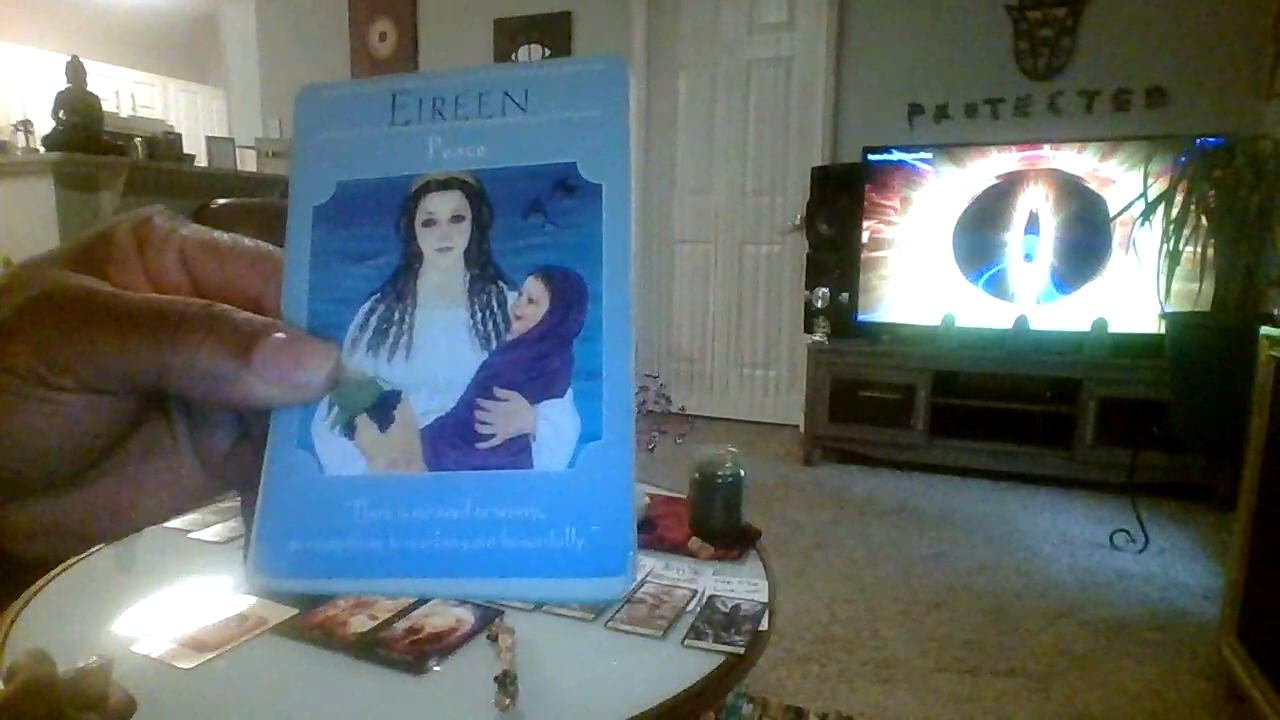 EIREEN
Peace
"There is no need to worry,
as everything is working out beautifully."
PROTECTED